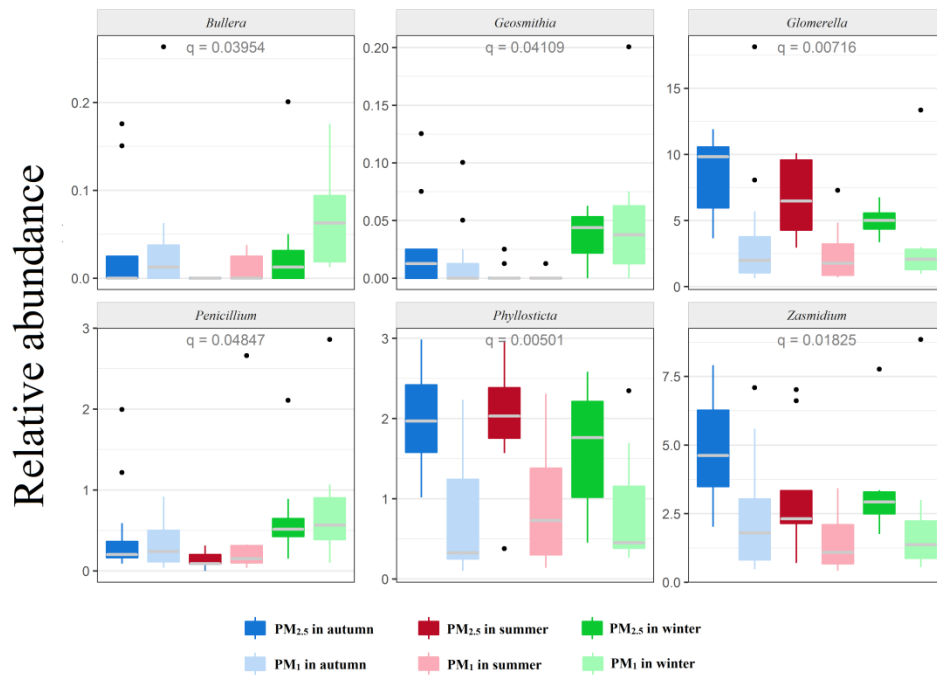 Relative abundance
Bullera
Geosmithia
Glomerella
q = 0.03954
q = 0.04109
q = 0.00716
0.2
0.1
0.0
0.20
0.15
0.10
0.05
0.00
15
10
5
0
Penicillium
Phyllosticta
Zasmidium
q = 0.04847
q = 0.00501
q = 0.01825
3
2
1
0
3
2
1
0
7.5
5.0
2.5
0.0
PM2.5 in autumn
PM2.5 in summer
PM2.5 in winter
PM1 in autumn
PM1 in summer
PM1 in winter